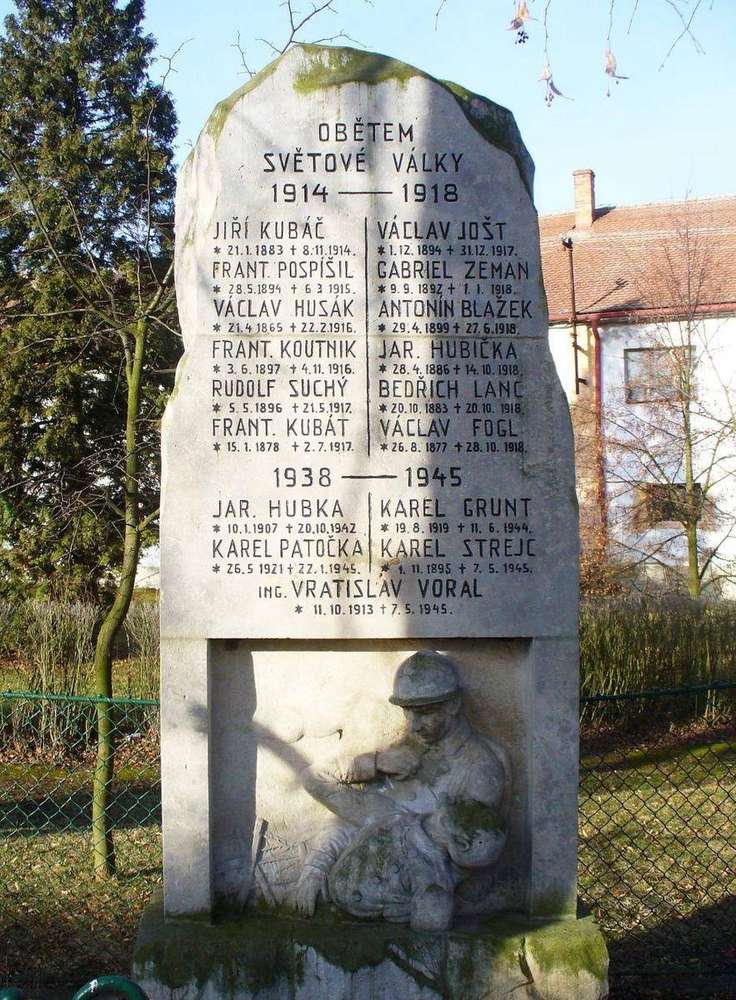 OBĚTEM
SVĚTOVÉ VÁLKY
1914 — 1918
JIŘÍ KUBÁČ
* 21.1. 1883 + 8.11. 1914.
FRANT. POSPÍŠIL
* 28.5. 1894 + 6.3 1915.
VÁCLAV HUSÁK
* 21.4. 1865 + 22.2. 1916.
FRANT. KOUTNIK
* 3.6. 1897 + 4.11. 1916.
RUDOLF SUCHÝ
* 5.5. 1896 + 21.5. 1917.
FRANT. KUBÁT
* 15.1. 1878 + 2.7. 1917.
VÁCLAV JOŠT
* 1.12. 1894 + 31.12. 1917.
GABRIEL ZEMAN
* 9.9. 1892 + 1.1. 1918.
ANTONÍN BLAŽEK
* 29.4. 1899 + 27.6. 1918.
JAR. HUBIČKA
* 28.4. 1886 + 14.10. 1918.
BEDŘICH LANC
* 20.10. 1883 + 20.10. 1918.
VÁCLAV FOGL
* 26.8. 1877 + 28.10. 1918.
1938 — 1945
JAR. HUBKA
* 10.1. 1907 + 20.10. 1942.
KAREL PATOČKA
* 26.5 1921 + 22.1. 1945.
KAREL GRUNT
* 19.8. 1919 + 11.6. 1944.
KAREL STREJC
* 1.11. 1895 + 7.5. 1945.
ING. VRATISLAV VORAL
* 11.10. 1913 + 7.5. 1945.